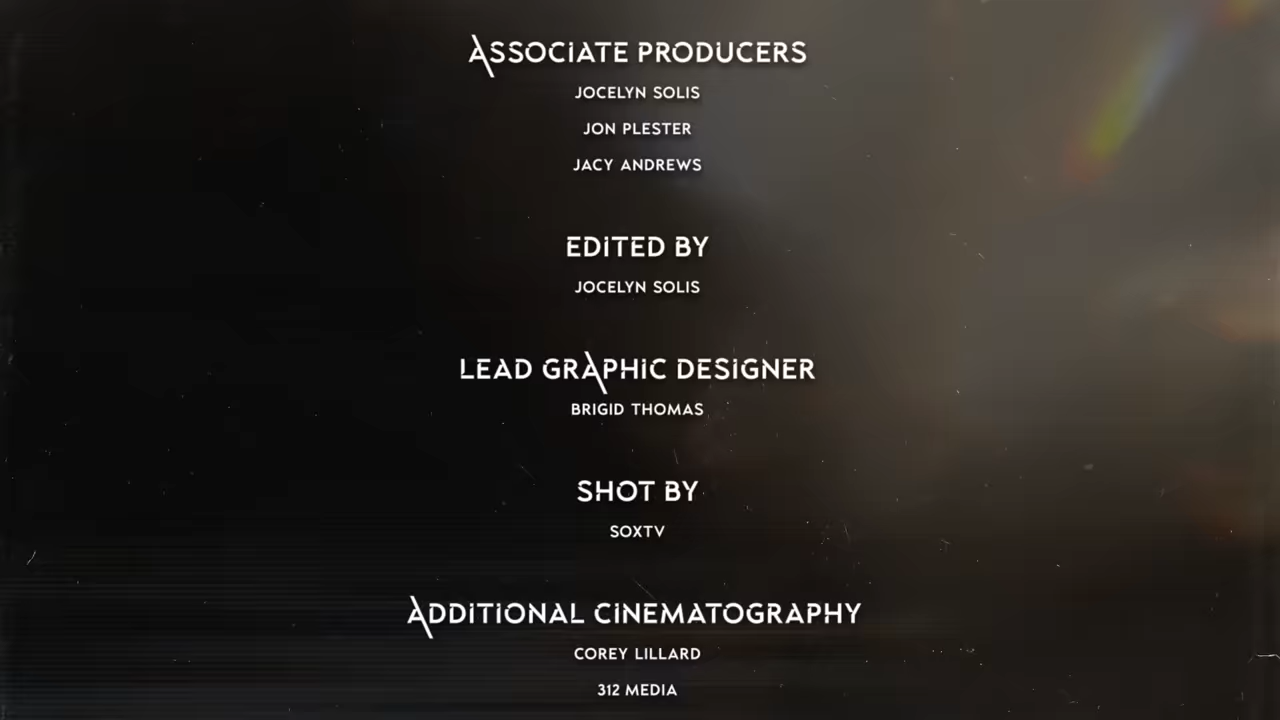 ASSOCIATE PRODUCERS
JOCELYN SOLIS
JON PLESTER
JACY ANDREWS
EDITED BY
JOCELYN SOLIS
LEAD GRAPHIC DESIGNER
BRIGID THOMAS
SHOT BY
SOXTV
ADDITIONAL CINEMATOGRAPHY
COREY LILLARD
312 MEDIA